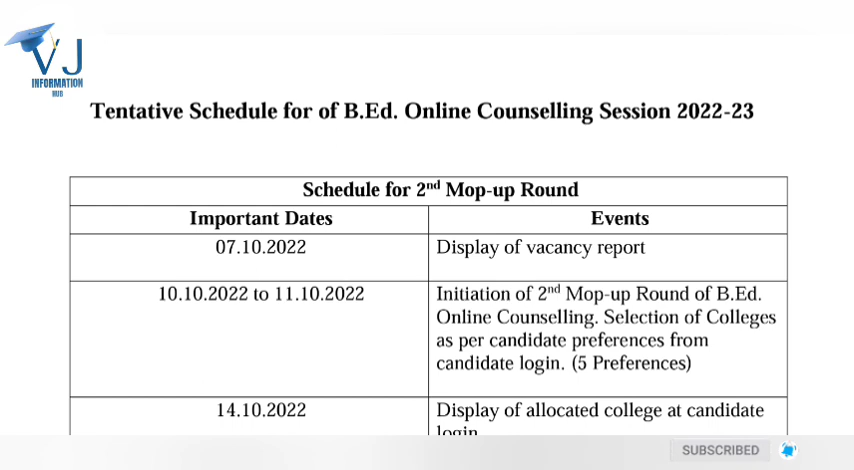 VJ
INFORMATION
HUB
Tentative Schedule for of B.Ed. Online Counselling Session 2022-23
Schedule for 2nd Mop-up Round
Important Dates
Events
07.10.2022
Display of vacancy report
10.10.2022 to 11.10.2022
Initiation of 2nd Mop-up Round of B.Ed.
Online Counselling. Selection of Colleges
as per candidate preferences from
candidate login. (5 Preferences)
14.10.2022
Display of allocated college at candidate
login
SUBSCRIBED